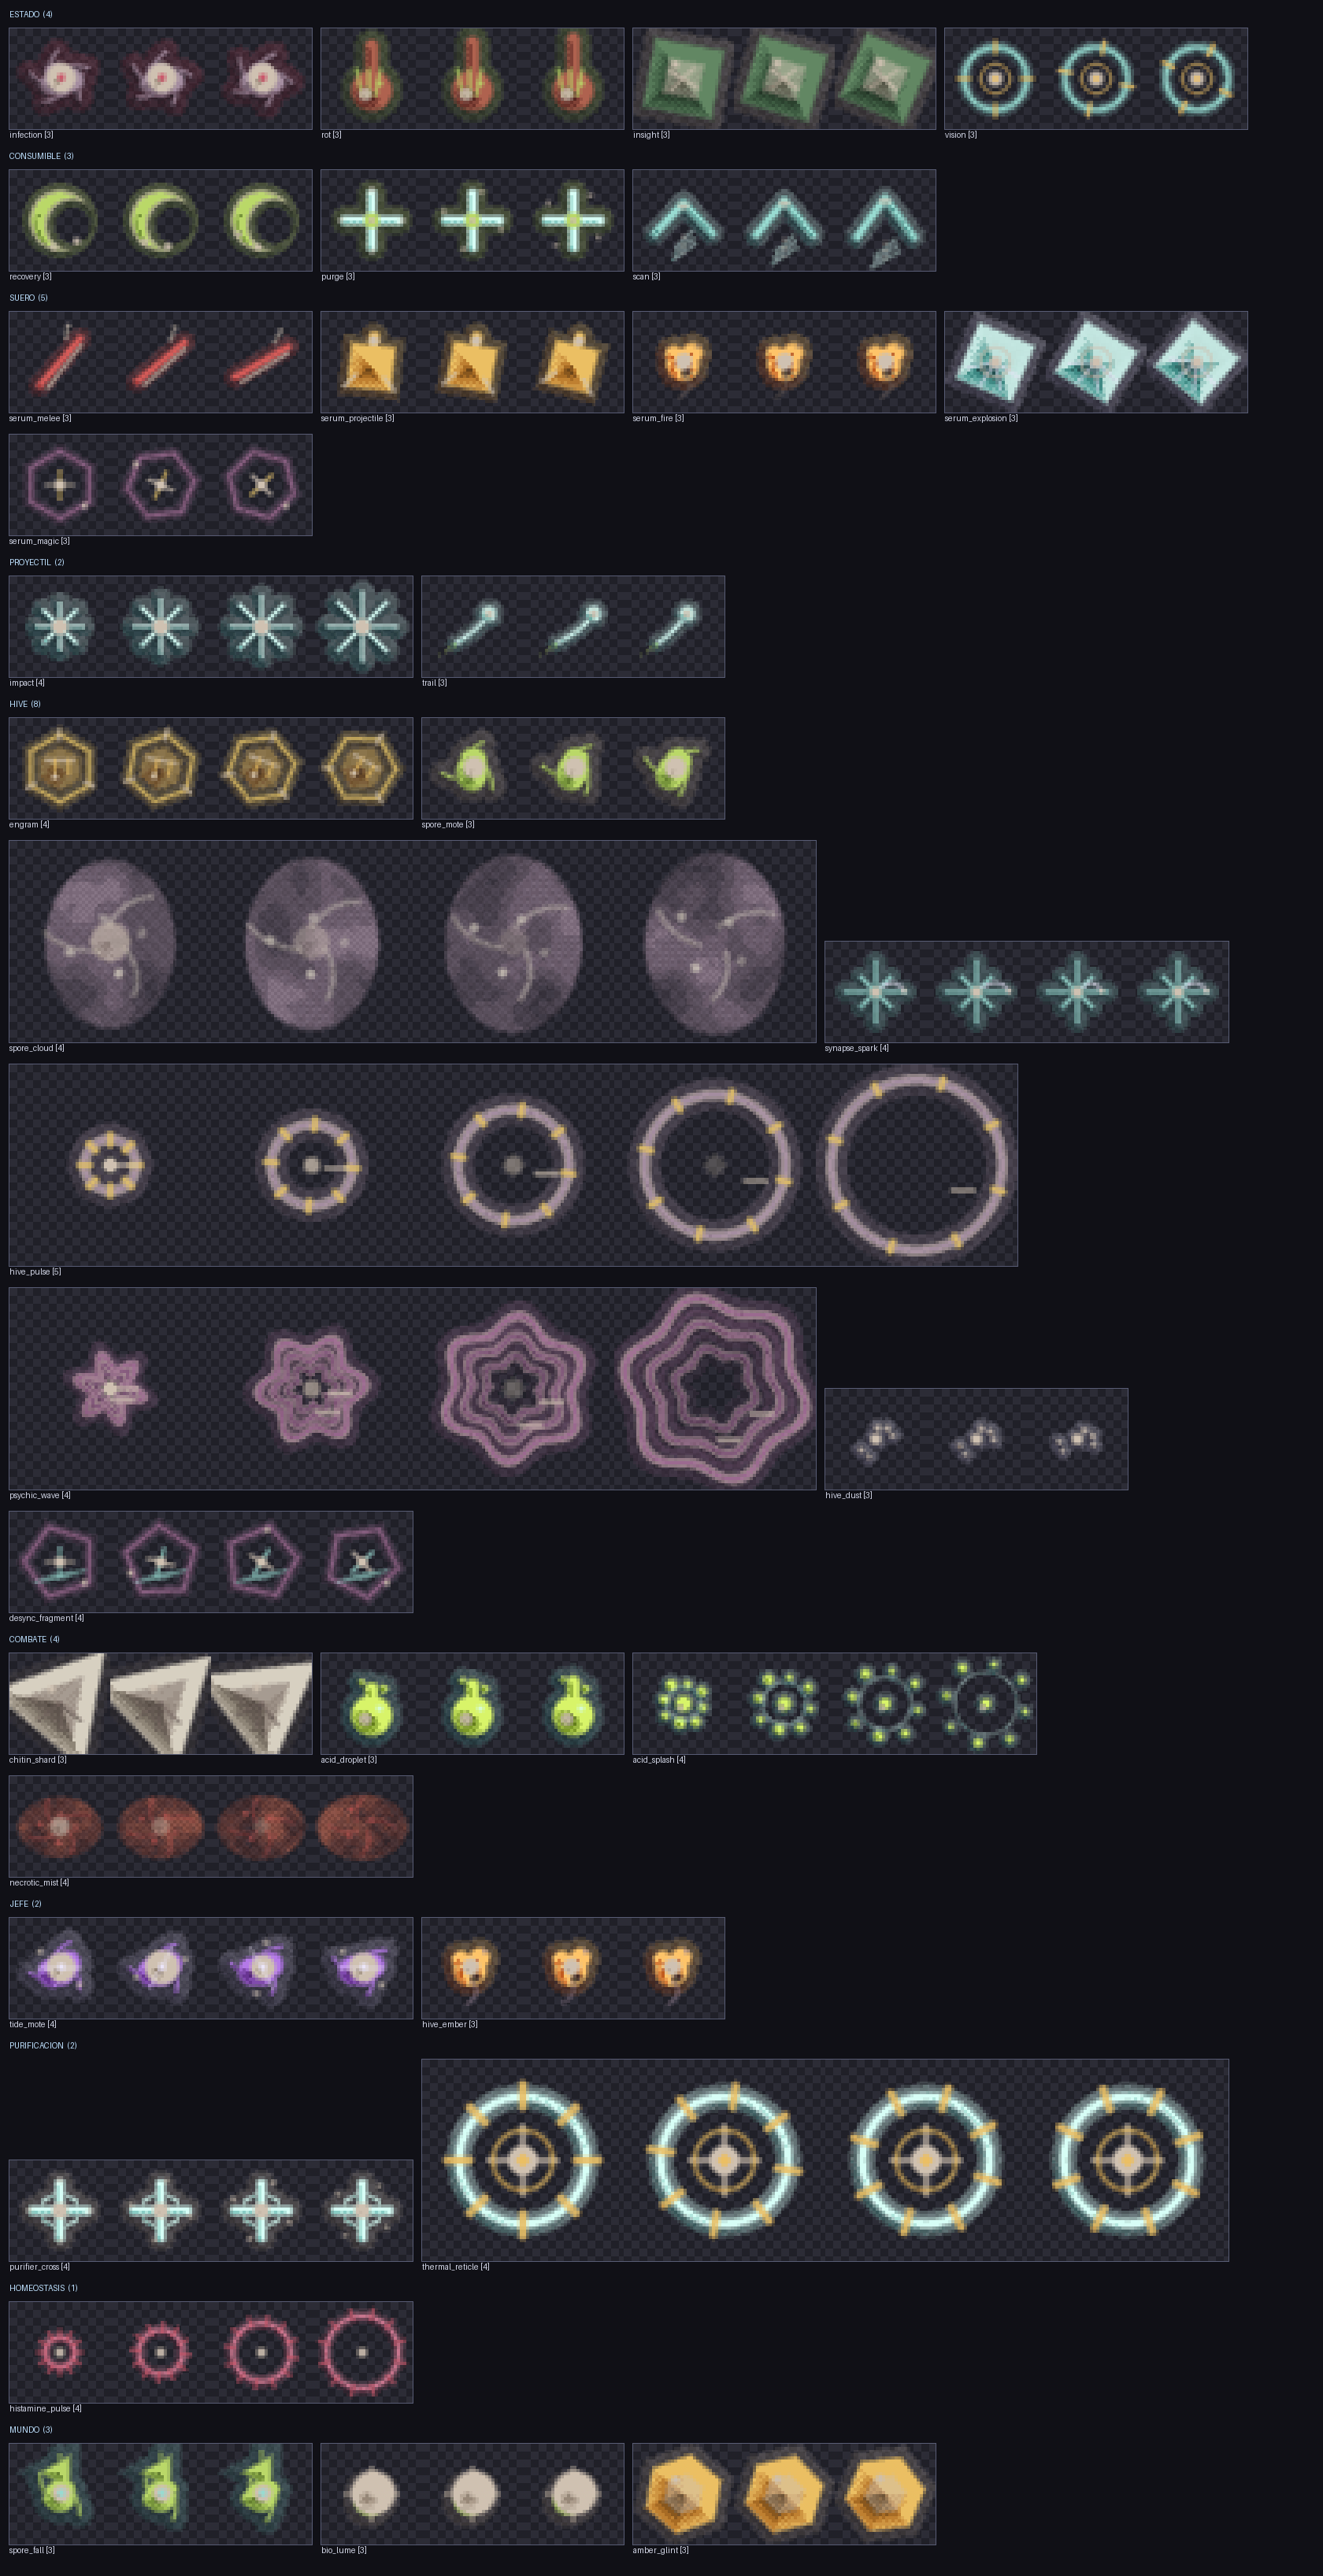 ESTADO (4)
infection [3]
rot [3]
insight [3]
vision [3]
CONSUMIBLE (3)
recovery [3]
purge [3]
scan [3]
SUERO (5)
serum_melee [3]
serum_projectile [3]
serum_fire [3]
serum_explosion [3]
serum_magic [3]
PROYECTIL (2)
impact [4]
trail [3]
HIVE (8)
engram [4]
spore_mote [3]
spore_cloud [4]
synapse_spark [4]
hive_pulse [5]
psychic_wave [4]
hive_dust [3]
desync_fragment [4]
COMBATE (4)
chitin_shard [3]
acid_droplet [3]
acid_splash [4]
necrotic_mist [4]
JEFE (2)
tide_mote [4]
hive_ember [3]
PURIFICACION (2)
purifier_cross [4]
thermal_reticle [4]
HOMEOSTASIS (1)
histamine_pulse [4]
MUNDO (3)
spore_fall [3]
bio_lume [3]
amber_glint [3]